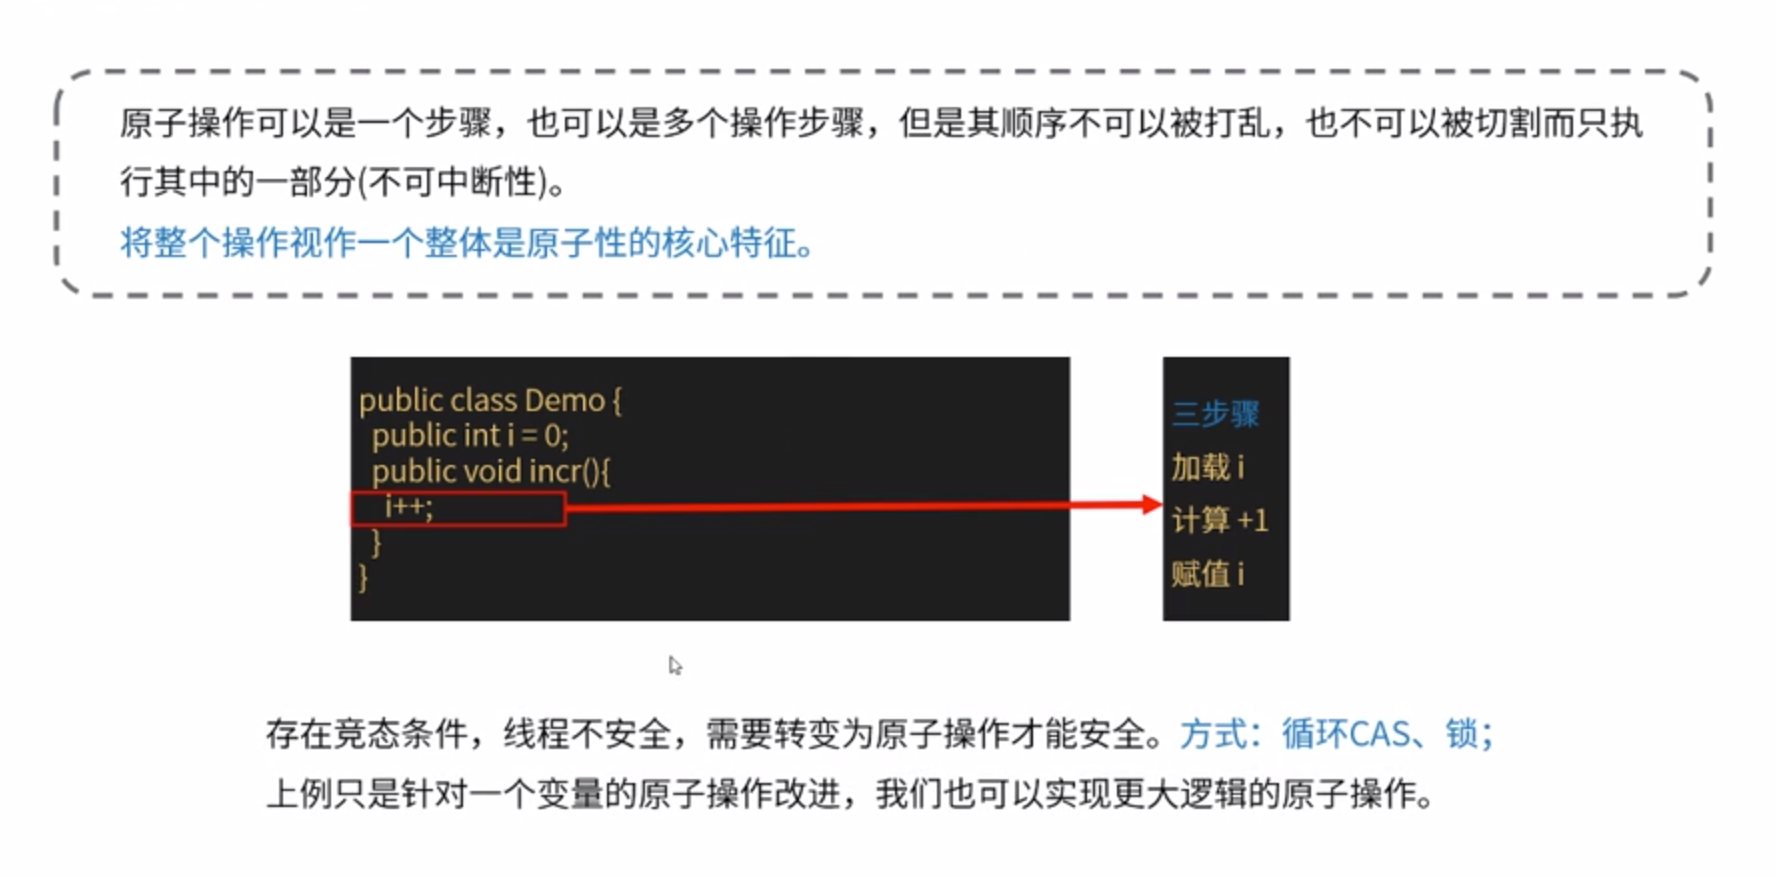 原子操作可以是一个步骤，也可以是多个操作步骤，但是其顺序不可以被打乱，也不可以被切割而只执
行其中的一部分(不可中断性)。
将整个操作视作一个整体是原子性的核心特征。
public class Demo {
public int i = 0;
public void incr(){
i++;
}
}
三步骤
加载 i
计算 +1
赋值 i
存在竞态条件，线程不安全，需要转变为原子操作才能安全。方式：循环CAS、锁；
上例只是针对一个变量的原子操作改进，我们也可以实现更大逻辑的原子操作。